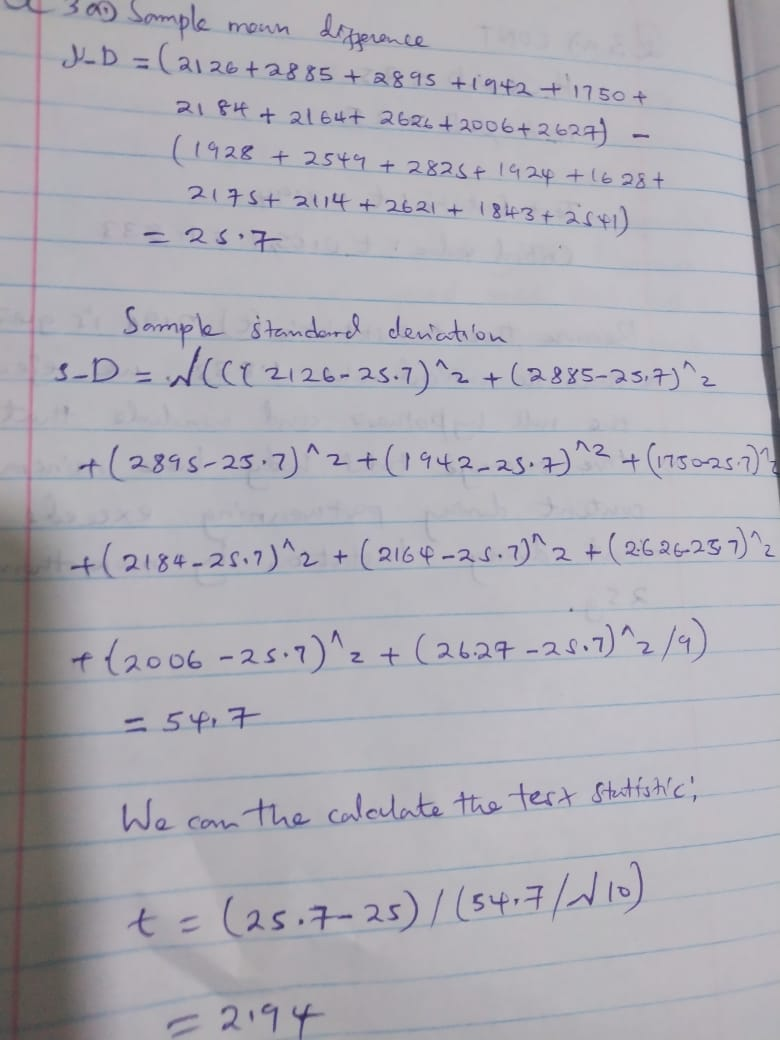 3a) Sample mean difference
μ_D = (2126+2885 + 2895 +1942 + 1750 +
2184 + 2164+ 2626 +2006+2627) -
(1928 + 2549 + 2825+ 1924 +1628+
2175+ 2114 + 2621 + 1843+ 2541)
= 25.7
Sample standard deviation
s_D = √(((2126-25.7)^2 + (2885-25.7)^2
+(2895-25.7)^2+(1942-25.7)^2 +(1750-25.7)^2
+(2184-25.7)^2 + (2164-25.7)^2 + (2626-25.7)^2
+(2006-25.7)^2 + (2627-25.7)^2/9)
= 54.7
We can the calculate the test statistic;
t = (25.7-25)/(54.7/√10)
= 2.94